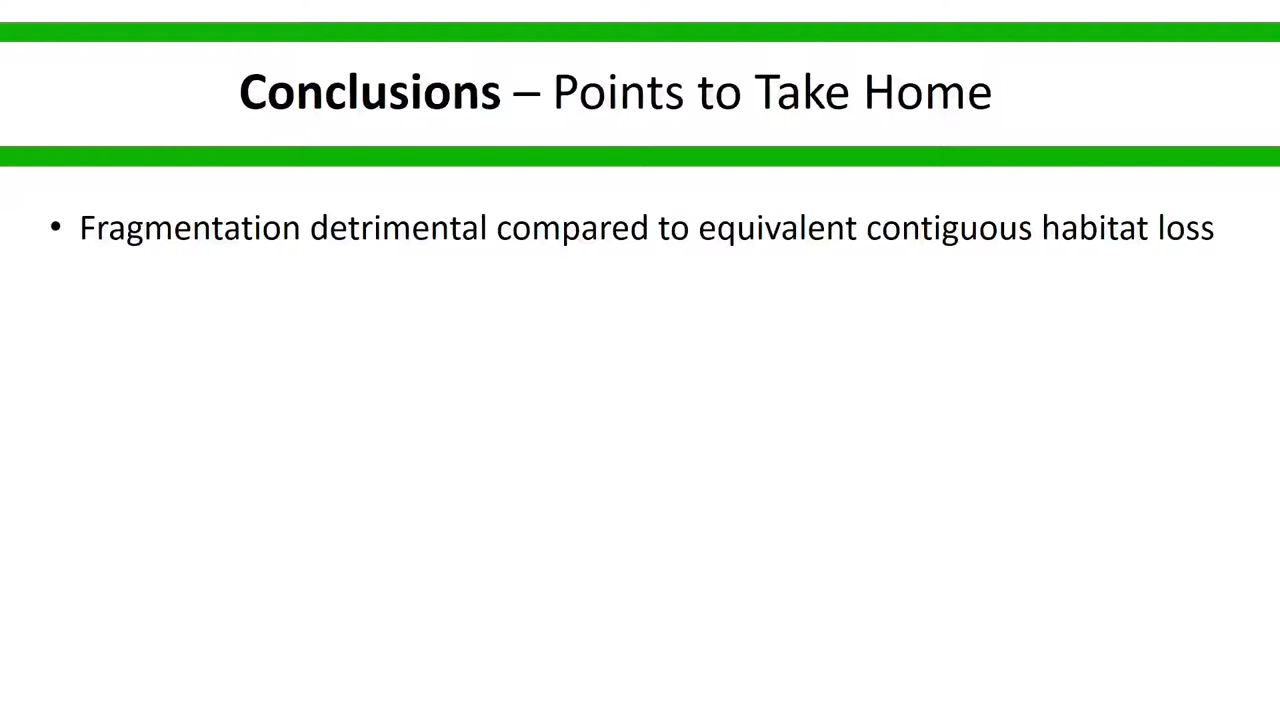 Conclusions – Points to Take Home
• Fragmentation detrimental compared to equivalent contiguous habitat loss